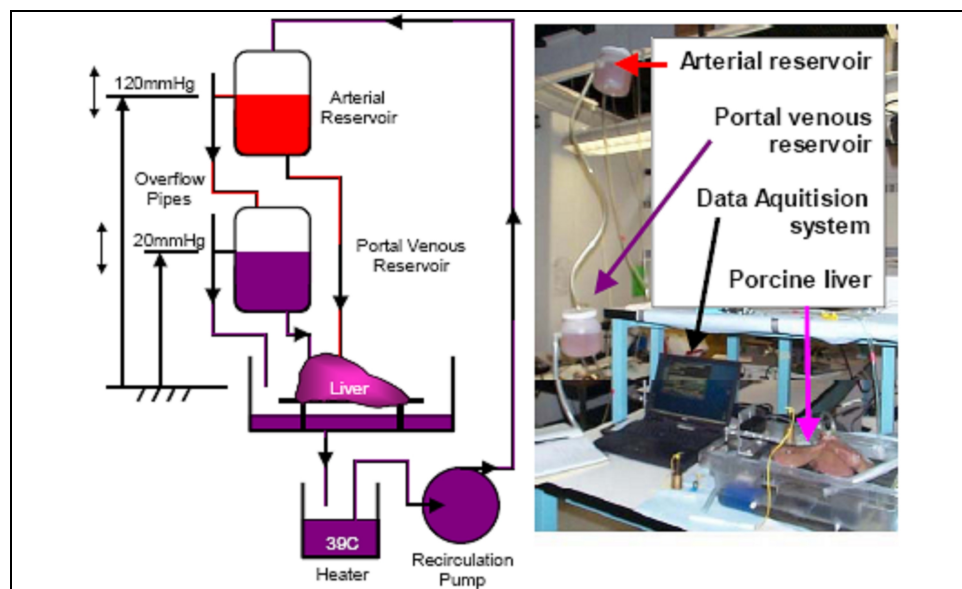 120mmHg
Arterial
Reservoir
Overflow
Pipes
20mmHg
Portal Venous
Reservoir
Liver
39C
Heater
Recirculation
Pump
Arterial reservoir
Portal venous
reservoir
Data Aquitision
system
Porcine liver